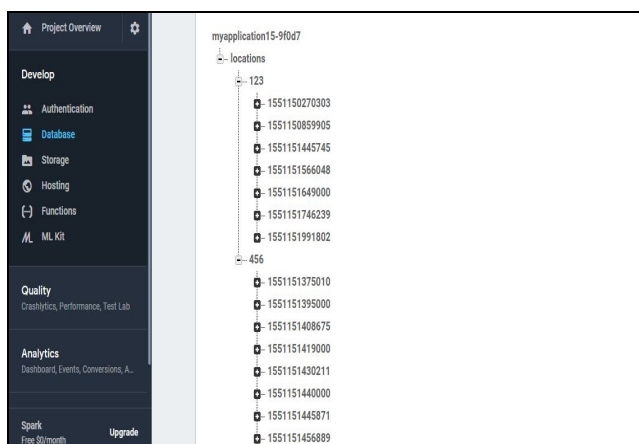 Project Overview
Develop
Authentication
Database
Storage
Hosting
Functions
ML Kit
Quality
Crashlytics, Performance, Test Lab
Analytics
Dashboard, Events, Conversions, A...
Spark
Free $0/month
Upgrade
myapplication15-9f0d7
locations
123
1551150270303
1551150859905
1551151445745
1551151566048
1551151649000
1551151746239
1551151991802
456
1551151375010
1551151395000
1551151408675
1551151419000
1551151430211
1551151440000
1551151445871
1551151456889